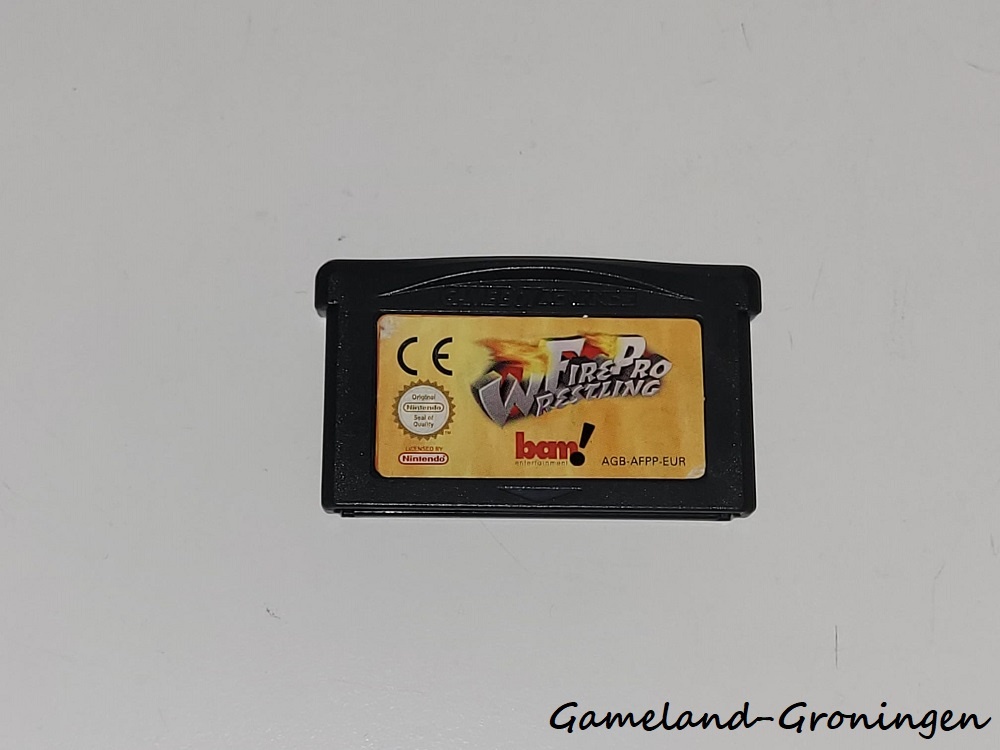 GAME BOY ADVANCE
CE
Original
Nintendo
Seal of
Quality
TM
LICENSED BY
Nintendo
FIRE PRO
WRESTLING
bam!
entertainment
AGB-AFPP-EUR
Gameland-Groningen